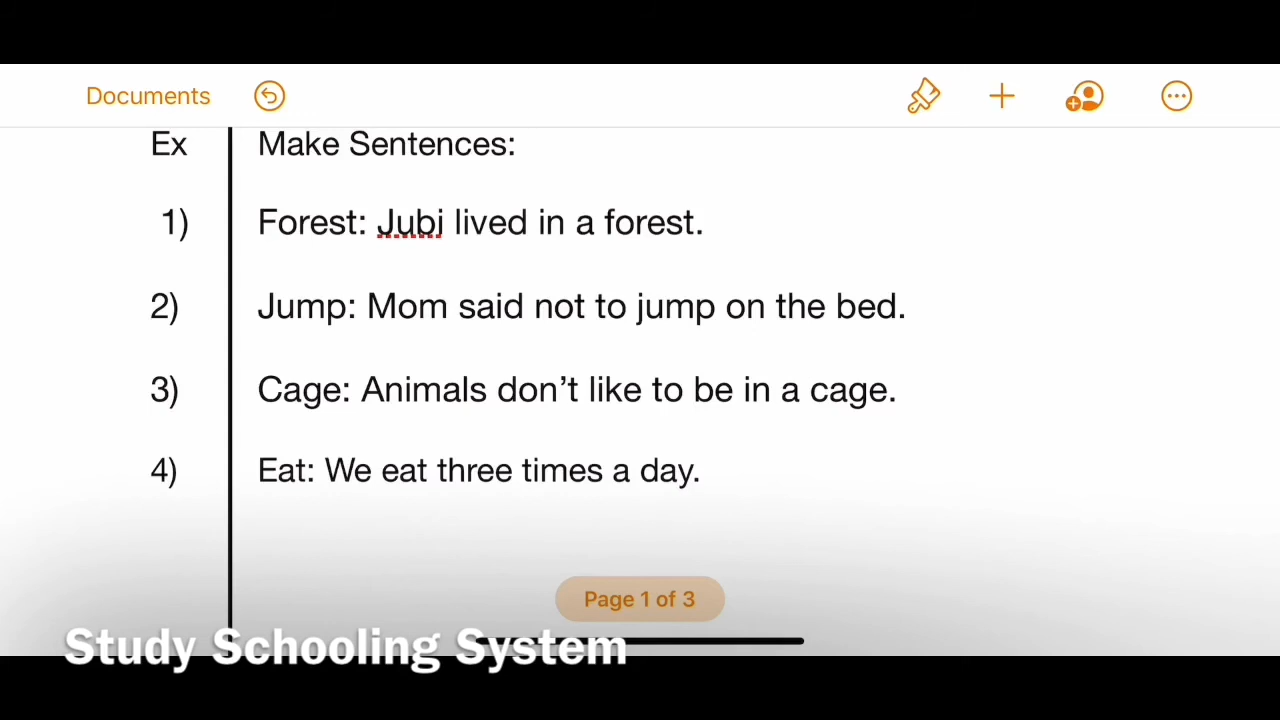 Documents
Ex Make Sentences:
1) Forest: Jubi lived in a forest.
2) Jump: Mom said not to jump on the bed.
3) Cage: Animals don’t like to be in a cage.
4) Eat: We eat three times a day.
Page 1 of 3
Study Schooling System